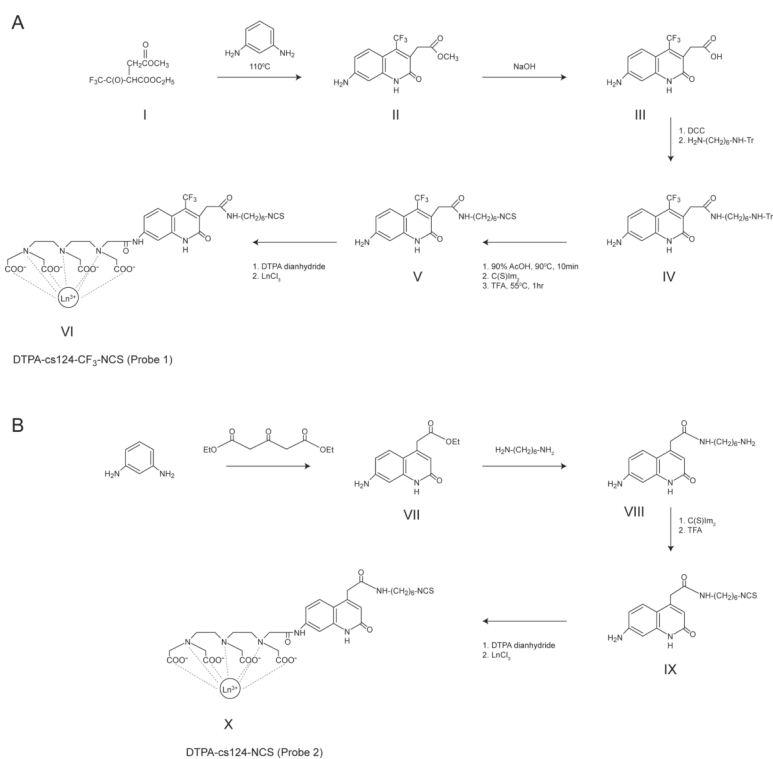 A
O
CH₂COCH₃
F₃C-C(O)-CHCOOC₂H₅
I
H₂N NH₂
110⁰C
CF₃ O
OCH₃
H₂N N O
H
II
NaOH
CF₃ O
OH
H₂N N O
H
III
1. DCC
2. H₂N-(CH₂)₆-NH-Tr
CF₃ O
NH-(CH₂)₆-NH-Tr
H₂N N O
H
IV
1. 90% AcOH, 90⁰C, 10min
2. C(S)Im₂
3. TFA, 55⁰C, 1hr
CF₃ O
NH-(CH₂)₆-NCS
H₂N N O
H
V
1. DTPA dianhydride
2. LnCl₃
CF₃ O
NH-(CH₂)₆-NCS
O NH N O
H
N N N
COO⁻ COO⁻ COO⁻ COO⁻
Ln³⁺
VI
DTPA-cs124-CF₃-NCS (Probe 1)
B
H₂N NH₂
O O O
EtO OEt
O
OEt
H₂N N O
H
VII
H₂N-(CH₂)₆-NH₂
O
NH-(CH₂)₆-NH₂
H₂N N O
H
VIII
1. C(S)Im₂
2. TFA
O
NH-(CH₂)₆-NCS
H₂N N O
H
IX
1. DTPA dianhydride
2. LnCl₃
O
NH-(CH₂)₆-NCS
O NH N O
H
N N N
COO⁻ COO⁻ COO⁻ COO⁻
Ln³⁺
X
DTPA-cs124-NCS (Probe 2)